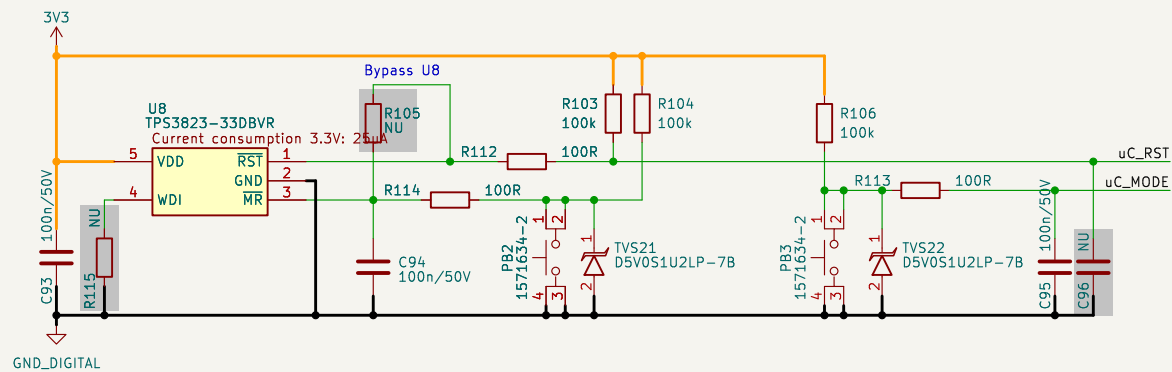 3V3
Bypass U8
U8
TPS3823-33DBVR
Current consumption 3.3V: 25uA
R105
NU
R103
100k
R104
100k
R106
100k
5 VDD
RST 1
GND 2
4 WDI
MR 3
R112 100R
uC_RST
R114 100R
R113 100R
uC_MODE
100n/50V
C93
NU
R115
C94
100n/50V
PB2
1571634-2
1 2
4 3
1
TVS21
D5V0S1U2LP-7B
2
PB3
1571634-2
1 2
4 3
1
TVS22
D5V0S1U2LP-7B
2
100n/50V
C95
NU
C96
GND_DIGITAL